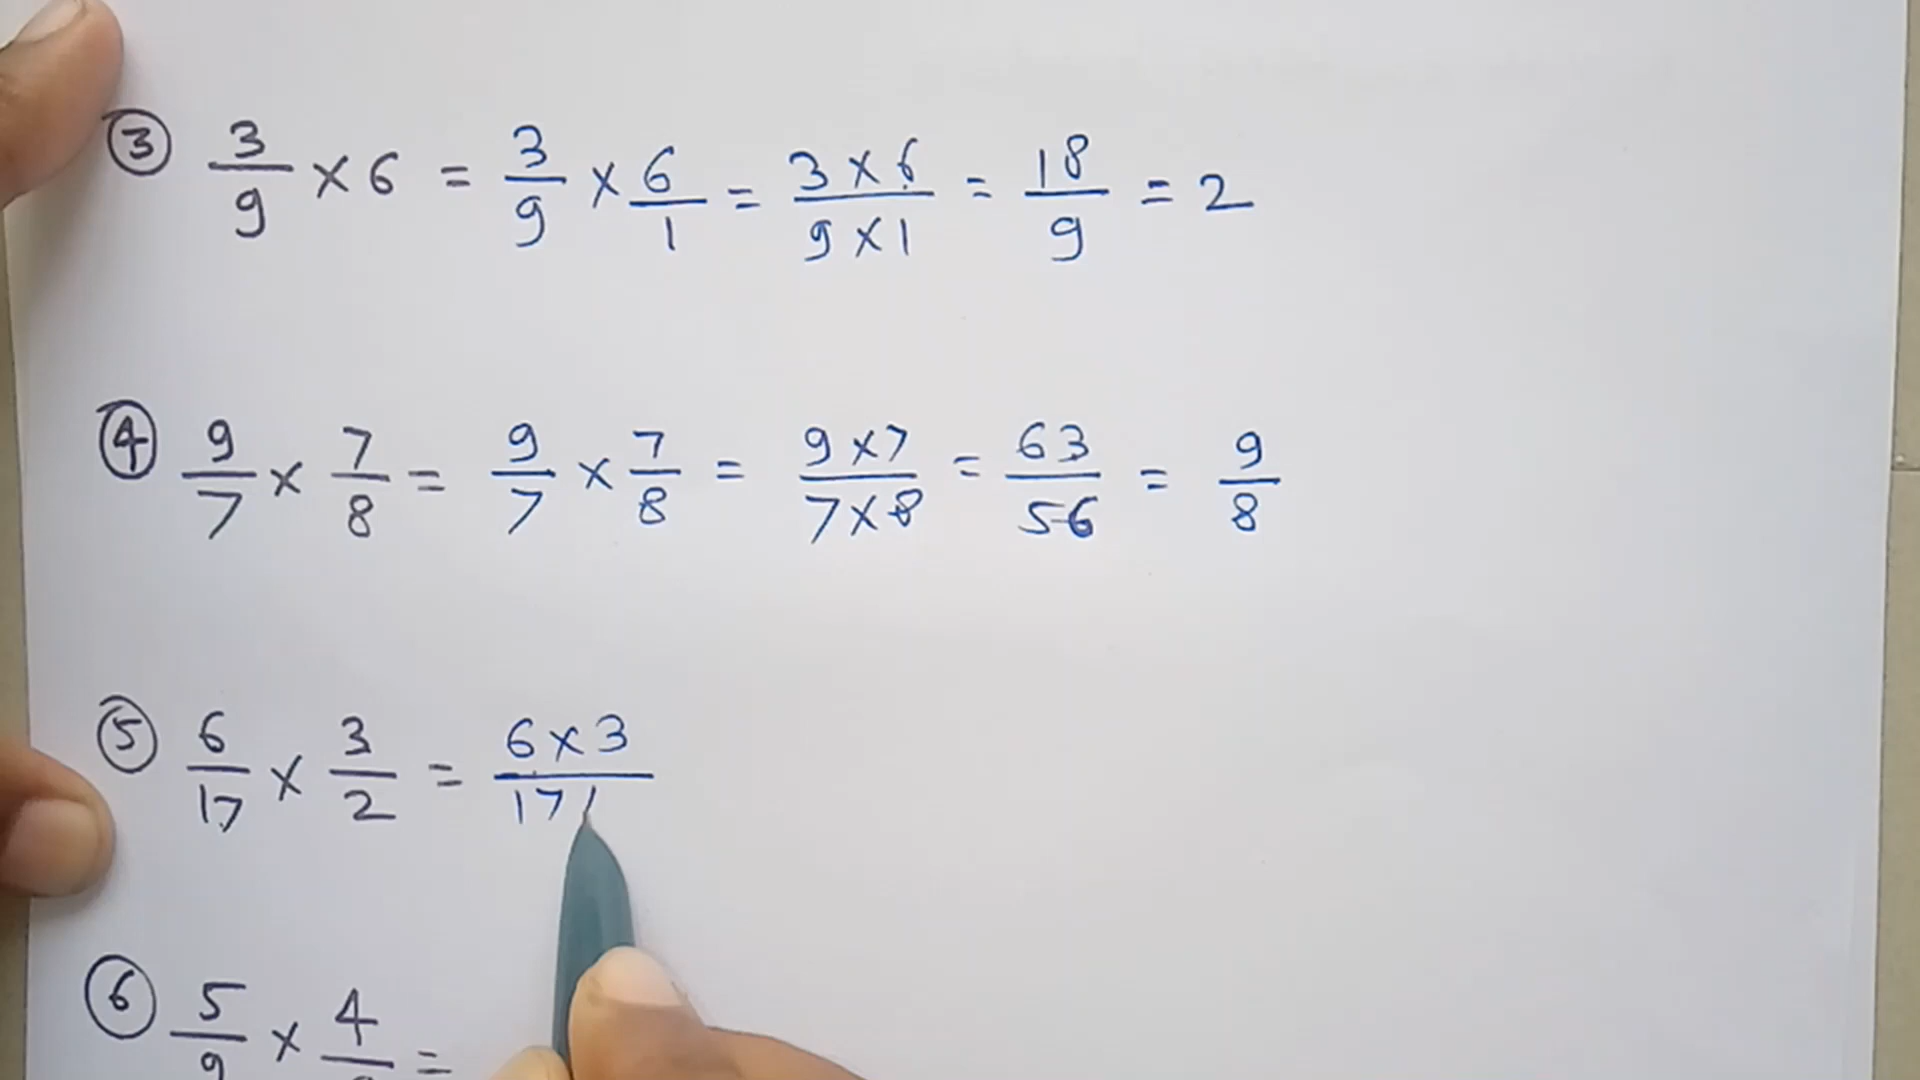 ③ 3/9 × 6 = 3/9 × 6/1 = 3×6/9×1 = 18/9 = 2
④ 9/7 × 7/8 = 9/7 × 7/8 = 9×7/7×8 = 63/56 = 9/8
⑤ 6/17 × 3/2 = 6×3/17
⑥ 5/9 × 4/ =